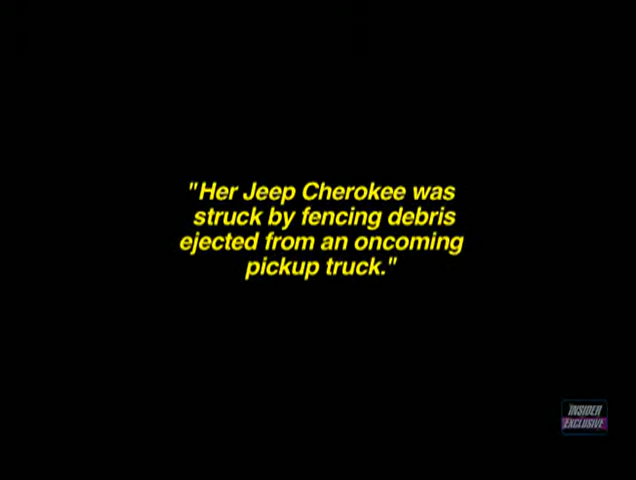 "Her Jeep Cherokee was
struck by fencing debris
ejected from an oncoming
pickup truck."
INSIDER
EXCLUSIVE